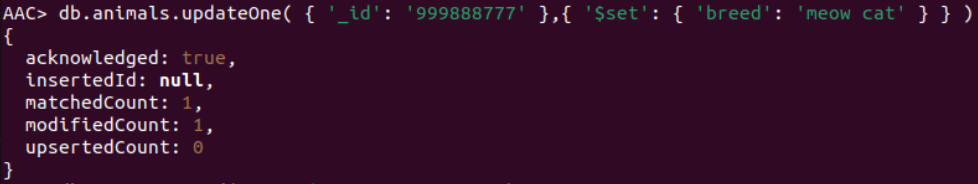 AAC> db.animals.updateOne( { '_id': '999888777' },{ '$set': { 'breed': 'meow cat' } } )
{
  acknowledged: true,
  insertedId: null,
  matchedCount: 1,
  modifiedCount: 1,
  upsertedCount: 0
}